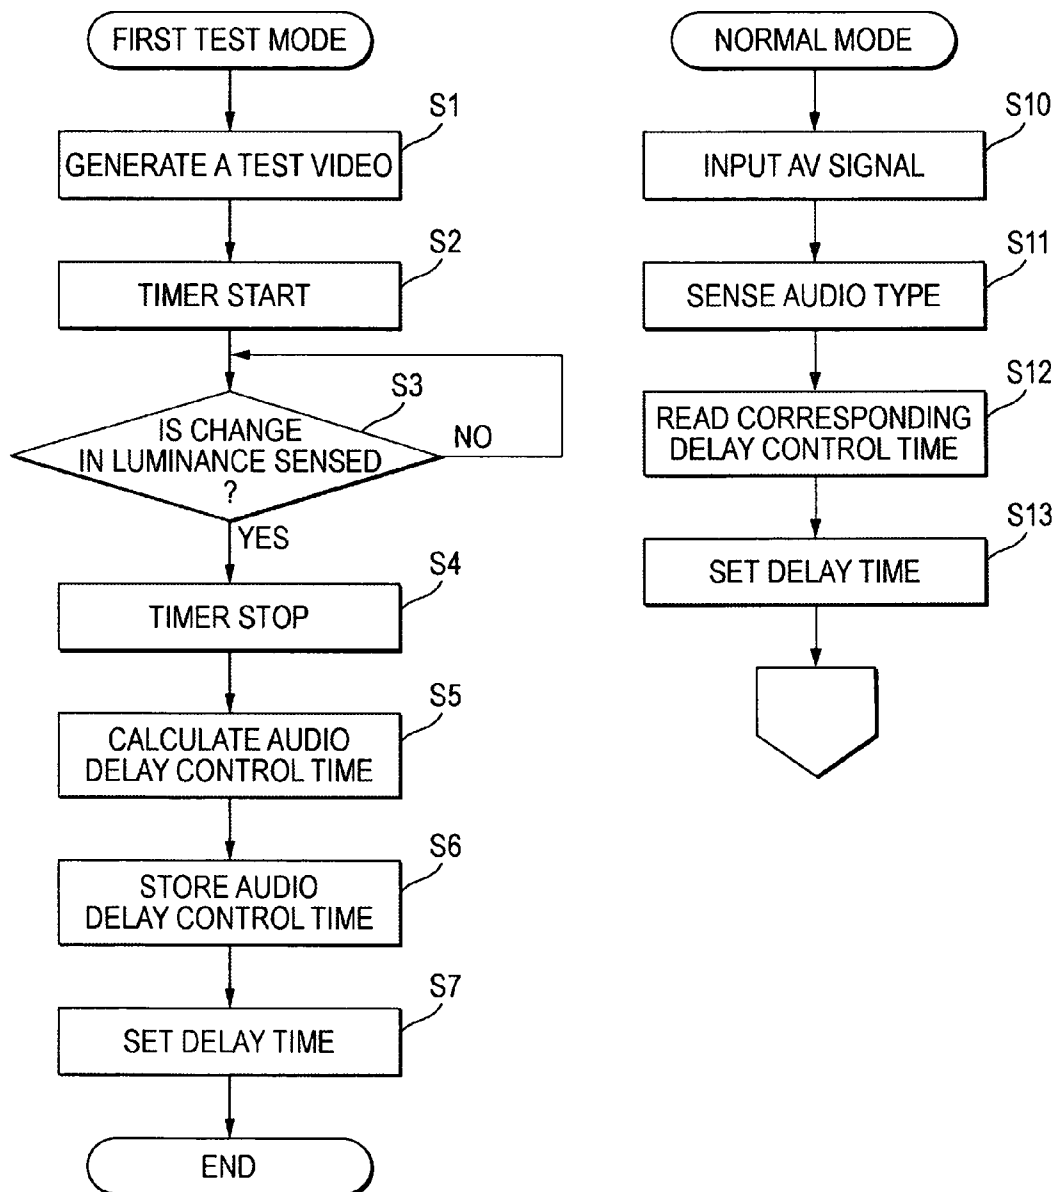 FIRST TEST MODE
S1
GENERATE A TEST VIDEO
S2
TIMER START
S3
IS CHANGE
IN LUMINANCE SENSED
?
NO
YES
S4
TIMER STOP
S5
CALCULATE AUDIO
DELAY CONTROL TIME
S6
STORE AUDIO
DELAY CONTROL TIME
S7
SET DELAY TIME
END
NORMAL MODE
S10
INPUT AV SIGNAL
S11
SENSE AUDIO TYPE
S12
READ CORRESPONDING
DELAY CONTROL TIME
S13
SET DELAY TIME